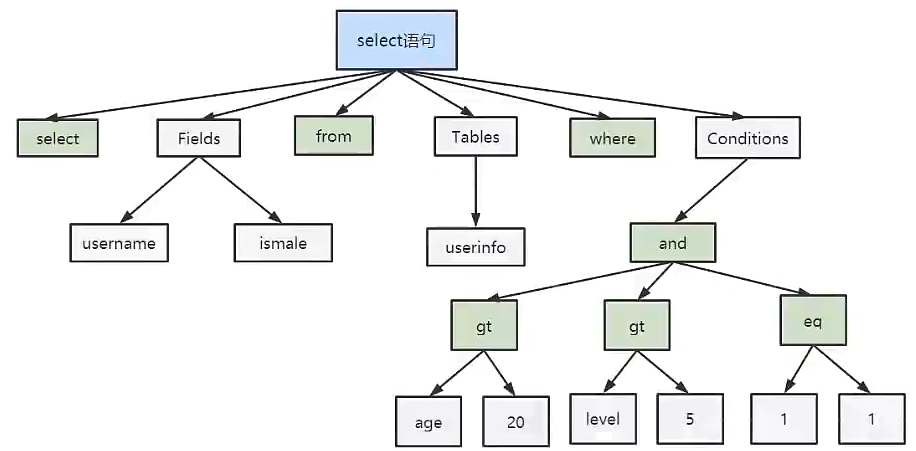 select语句
select
Fields
from
Tables
where
Conditions
username
ismale
userinfo
and
gt
gt
eq
age
20
level
5
1
1